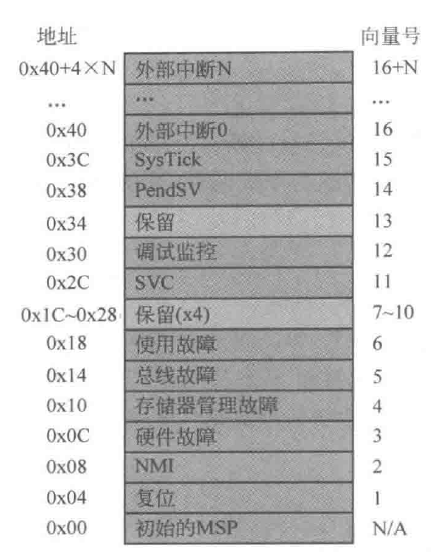 地址 向量号
0x40+4×N 外部中断N 16+N
... ... ...
0x40 外部中断0 16
0x3C SysTick 15
0x38 PendSV 14
0x34 保留 13
0x30 调试监控 12
0x2C SVC 11
0x1C~0x28 保留(x4) 7~10
0x18 使用故障 6
0x14 总线故障 5
0x10 存储器管理故障 4
0x0C 硬件故障 3
0x08 NMI 2
0x04 复位 1
0x00 初始的MSP N/A